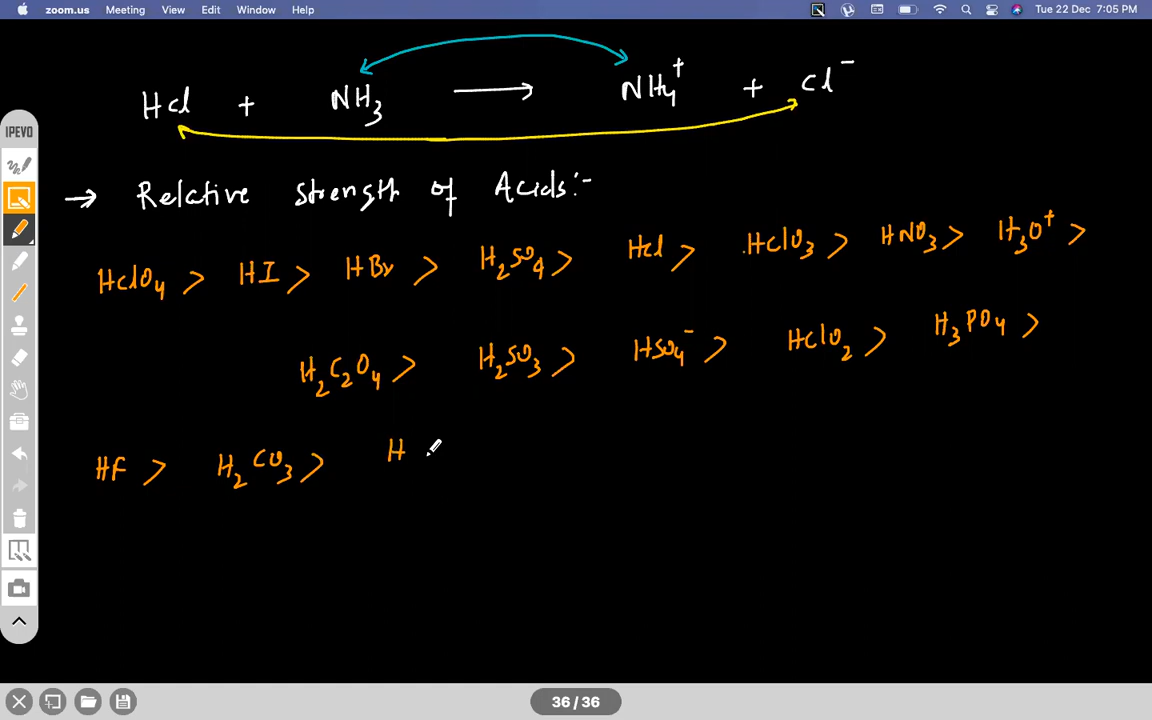 zoom.us Meeting View Edit Window Help Tue 22 Dec 7:05 PM
HCl + NH3 → NH4+ + Cl-
IPEVO
→ Relative strength of Acids:-
HClO4 > HI > HBr > H2SO4 > HCl > HClO3 > HNO3 > H3O+ >
H2C2O4 > H2SO3 > HSO4- > HClO2 > H3PO4 >
HF > H2CO3 > H
36 / 36